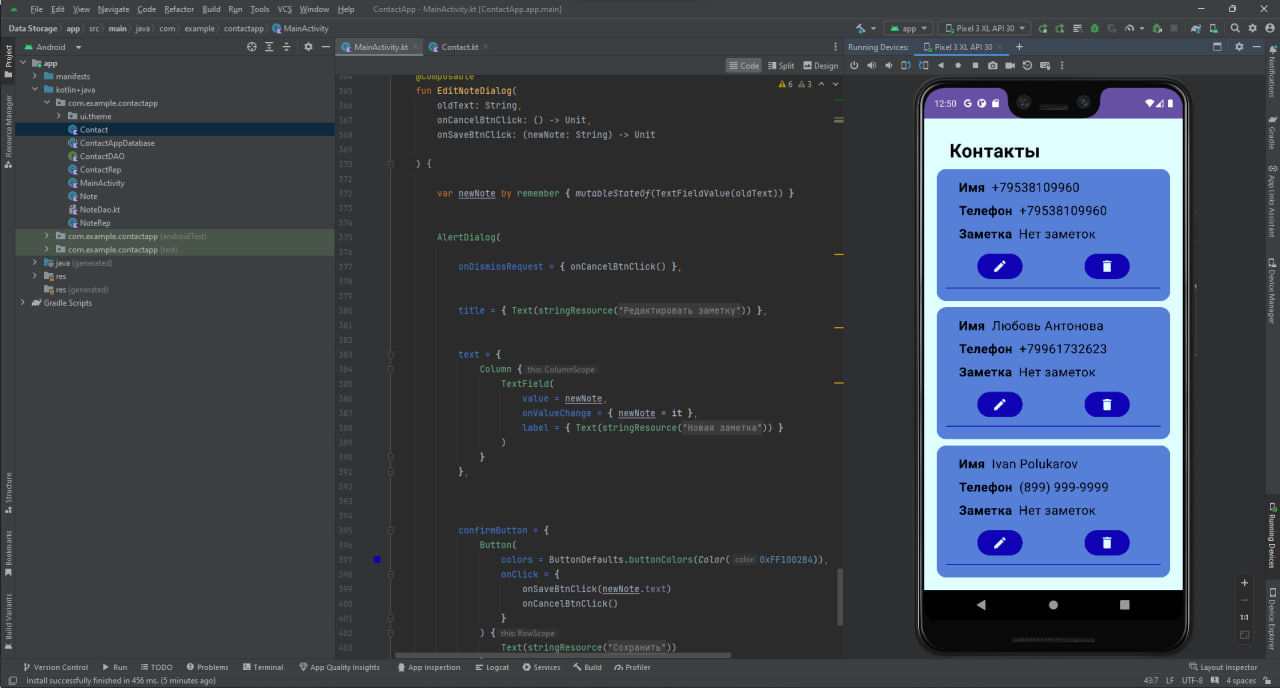 File Edit View Navigate Code Refactor Build Run Tools VCS Window Help ContactApp - MainActivity.kt [ContactApp.app.main]
Data Storage app src main java com example contactapp MainActivity app Pixel 3 XL API 30
Project
Resource Manager
Structure
Bookmarks
Build Variants
Android
app
manifests
kotlin+java
com.example.contactapp
ui.theme
Contact
ContactAppDatabase
ContactDAO
ContactRep
MainActivity
Note
NoteDao.kt
NoteRep
com.example.contactapp (androidTest)
com.example.contactapp (test)
java (generated)
res
res (generated)
Gradle Scripts
MainActivity.kt Contact.kt
Code Split Design
6 3
364 @Composable
365 fun EditNoteDialog(
366 oldText: String,
367 onCancelBtnClick: () -> Unit,
368 onSaveBtnClick: (newNote: String) -> Unit
369
370 ) {
371
372 var newNote by remember { mutableStateOf(TextFieldValue(oldText)) }
373
374
375 AlertDialog(
376
377 onDismissRequest = { onCancelBtnClick() },
378
379
380 title = { Text(stringResource("Редактировать заметку")) },
381
382
383 text = {
384 Column { this: ColumnScope
385 TextField(
386 value = newNote,
387 onValueChange = { newNote = it },
388 label = { Text(stringResource("Новая заметка")) }
389 )
390 }
391 },
392
393
394
395 confirmButton = {
396 Button(
397 colors = ButtonDefaults.buttonColors(Color( color: 0xFF1002B4)),
398 onClick = {
399 onSaveBtnClick(newNote.text)
400 onCancelBtnClick()
401 }
402 ) { this: RowScope
403 Text(stringResource("Сохранить"))
Running Devices: Pixel 3 XL API 30
12:50
Контакты
Имя +79538109960
Телефон +79538109960
Заметка Нет заметок
Имя Любовь Антонова
Телефон +79961732623
Заметка Нет заметок
Имя Ivan Polukarov
Телефон (899) 999-9999
Заметка Нет заметок
1:1
Notifications
Gradle
App Links Assistant
Device Manager
Running Devices
Device Explorer
Version Control Run TODO Problems Terminal App Quality Insights App Inspection Logcat Services Build Profiler Layout Inspector
Install successfully finished in 456 ms. (5 minutes ago) 43:7 LF UTF-8 4 spaces